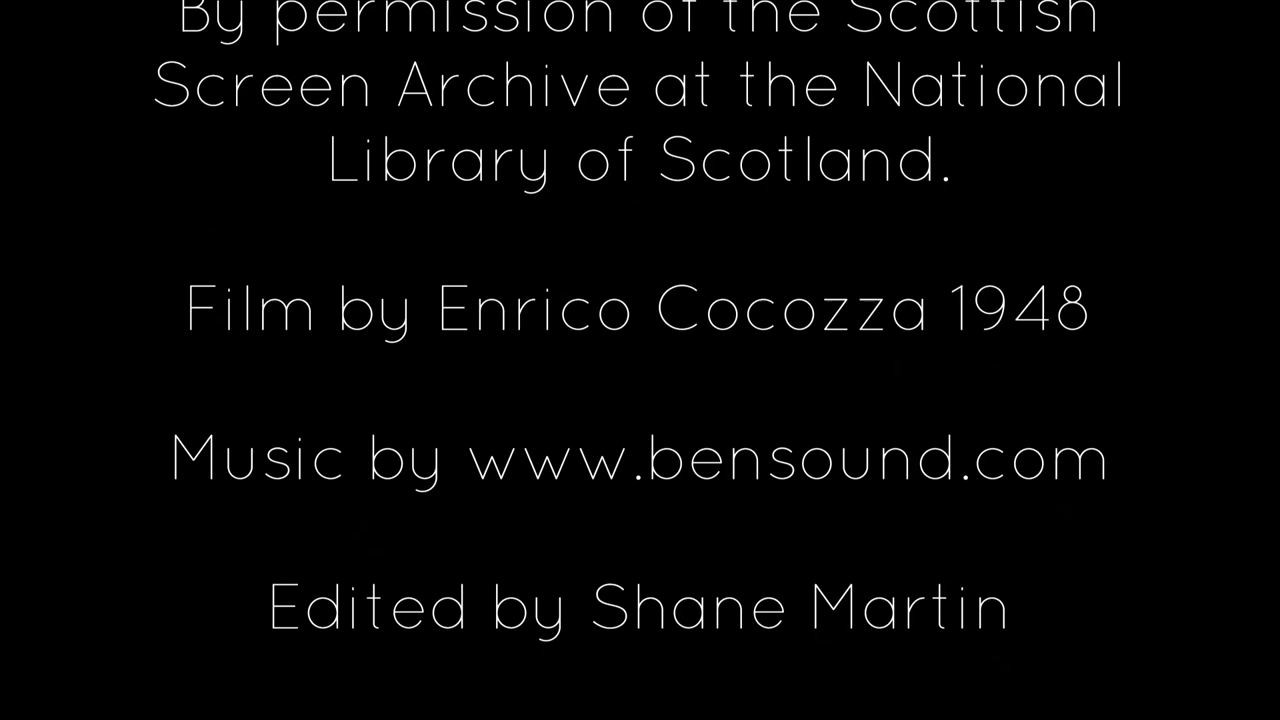 By permission of the Scottish
Screen Archive at the National
Library of Scotland.
Film by Enrico Cocozza 1948
Music by www.bensound.com
Edited by Shane Martin